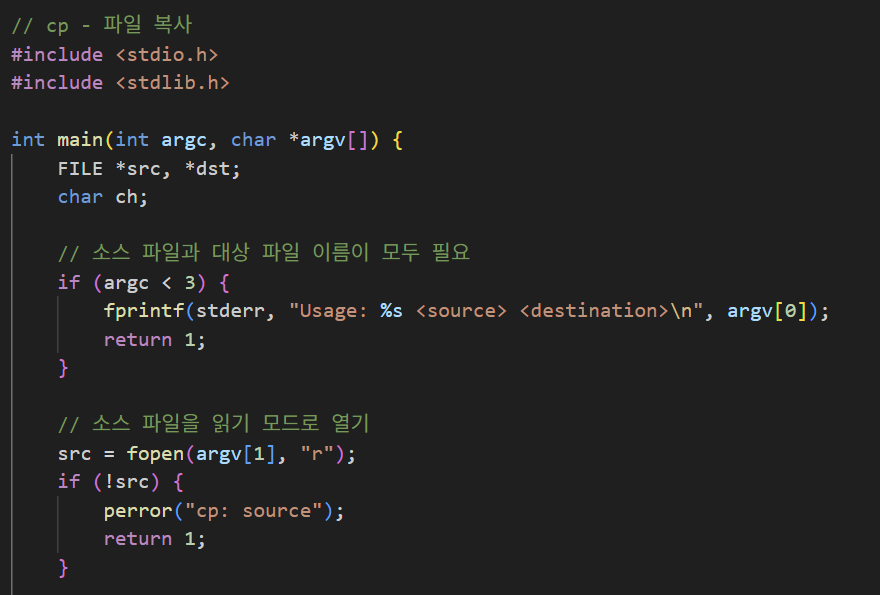 // cp - 파일 복사
#include <stdio.h>
#include <stdlib.h>

int main(int argc, char *argv[]) {
    FILE *src, *dst;
    char ch;

    // 소스 파일과 대상 파일 이름이 모두 필요
    if (argc < 3) {
        fprintf(stderr, "Usage: %s <source> <destination>\n", argv[0]);
        return 1;
    }

    // 소스 파일을 읽기 모드로 열기
    src = fopen(argv[1], "r");
    if (!src) {
        perror("cp: source");
        return 1;
    }